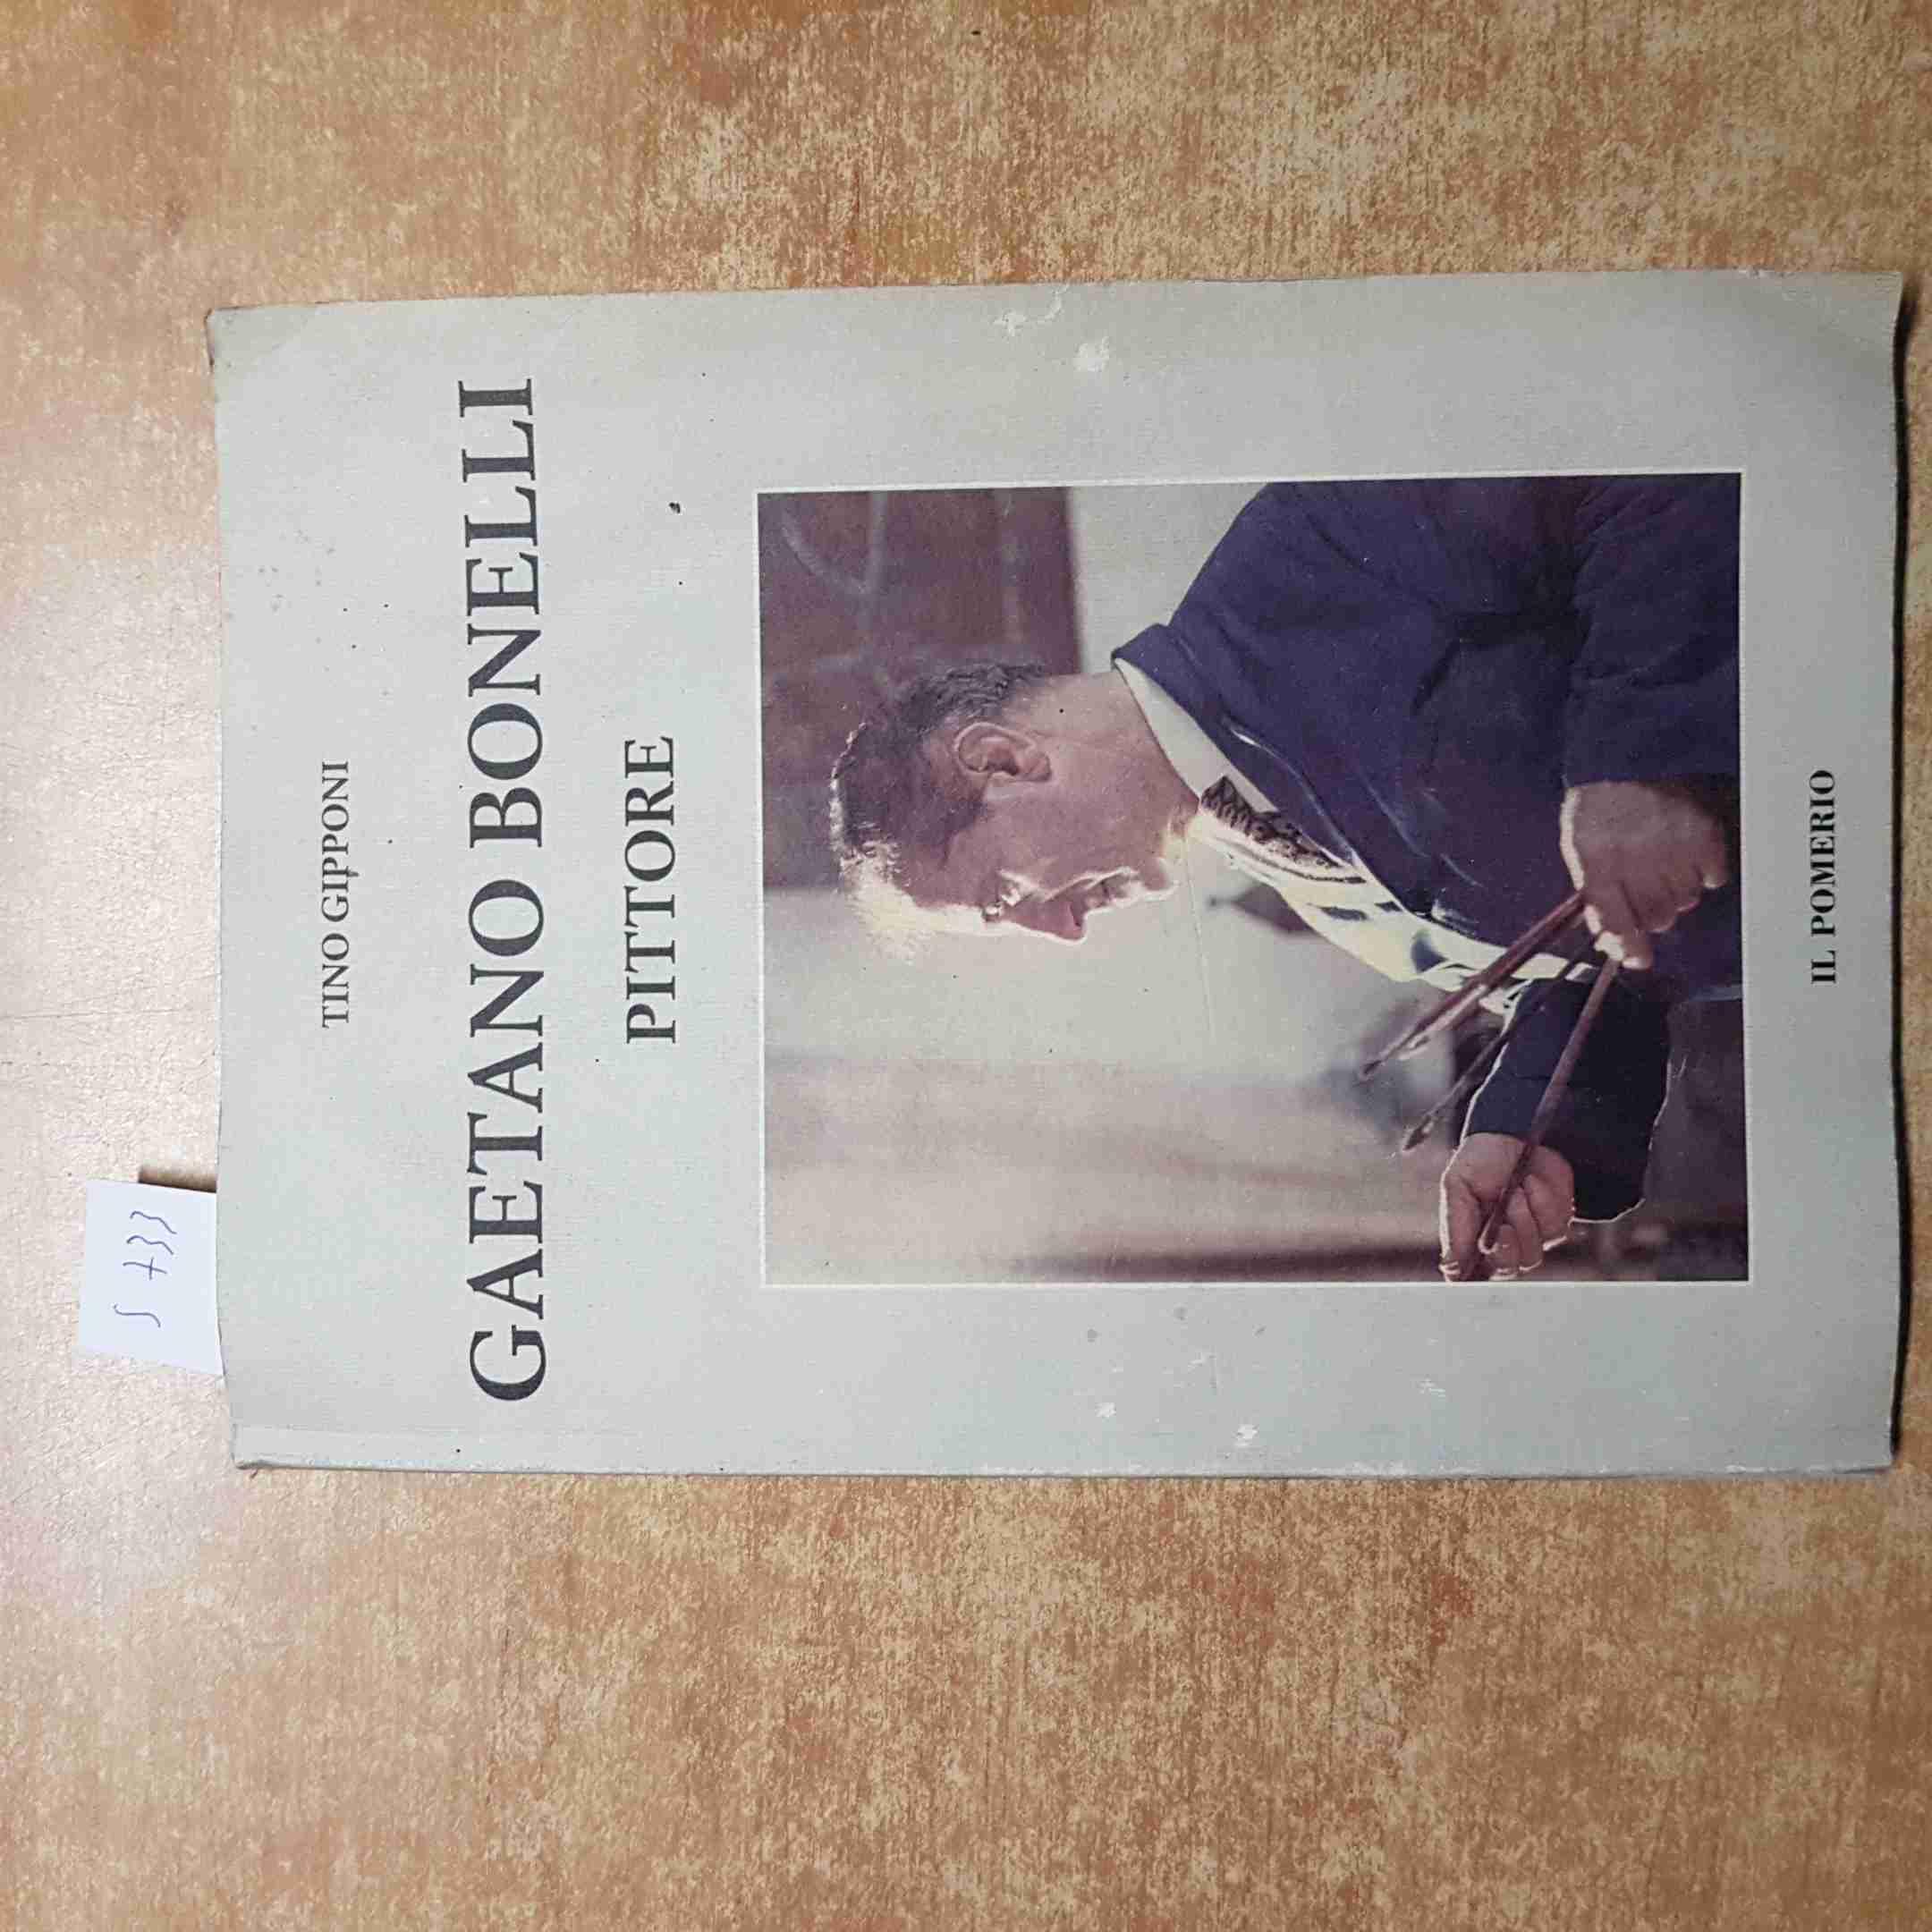 TINO GIPPONI
GAETANO BONELLI
PITTORE
IL POMERIO
S 733